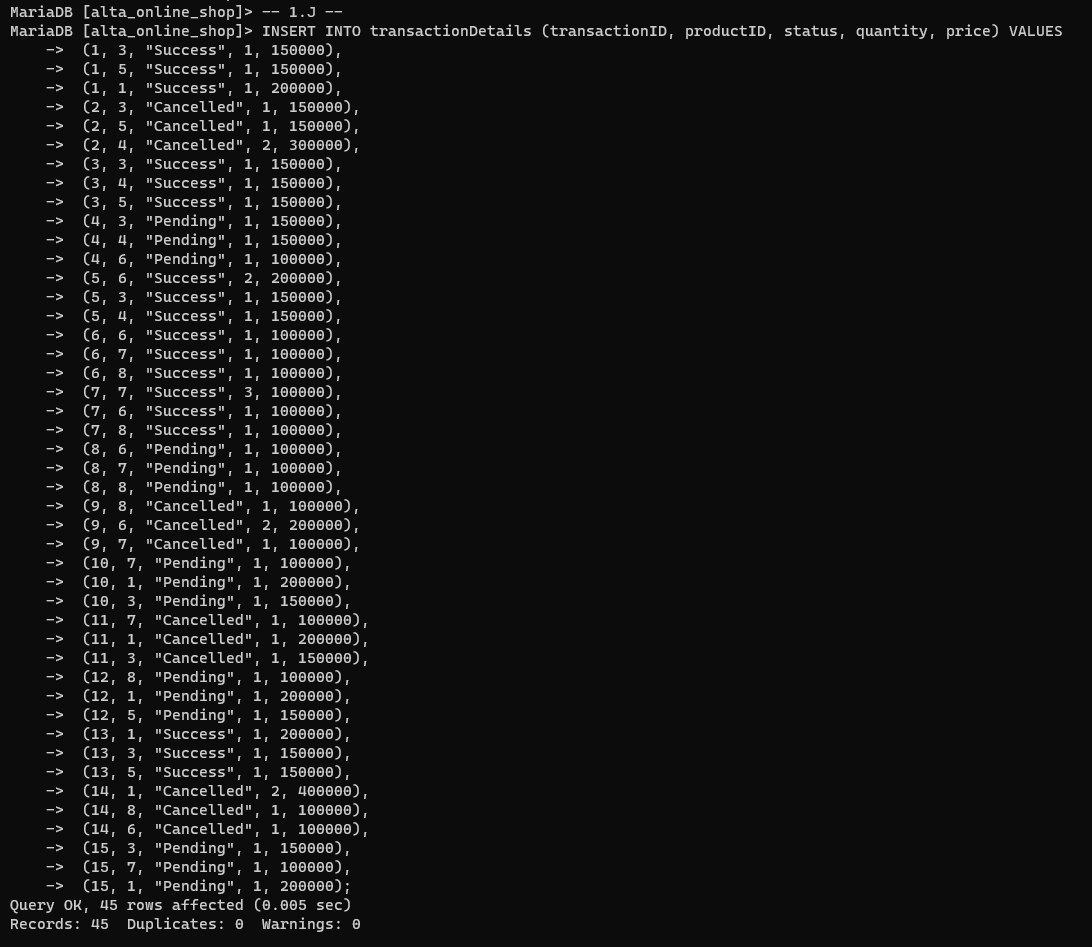 MariaDB [alta_online_shop]> -- 1.J --
MariaDB [alta_online_shop]> INSERT INTO transactionDetails (transactionID, productID, status, quantity, price) VALUES
    ->  (1, 3, "Success", 1, 150000),
    ->  (1, 5, "Success", 1, 150000),
    ->  (1, 1, "Success", 1, 200000),
    ->  (2, 3, "Cancelled", 1, 150000),
    ->  (2, 5, "Cancelled", 1, 150000),
    ->  (2, 4, "Cancelled", 2, 300000),
    ->  (3, 3, "Success", 1, 150000),
    ->  (3, 4, "Success", 1, 150000),
    ->  (3, 5, "Success", 1, 150000),
    ->  (4, 3, "Pending", 1, 150000),
    ->  (4, 4, "Pending", 1, 150000),
    ->  (4, 6, "Pending", 1, 100000),
    ->  (5, 6, "Success", 2, 200000),
    ->  (5, 3, "Success", 1, 150000),
    ->  (5, 4, "Success", 1, 150000),
    ->  (6, 6, "Success", 1, 100000),
    ->  (6, 7, "Success", 1, 100000),
    ->  (6, 8, "Success", 1, 100000),
    ->  (7, 7, "Success", 3, 100000),
    ->  (7, 6, "Success", 1, 100000),
    ->  (7, 8, "Success", 1, 100000),
    ->  (8, 6, "Pending", 1, 100000),
    ->  (8, 7, "Pending", 1, 100000),
    ->  (8, 8, "Pending", 1, 100000),
    ->  (9, 8, "Cancelled", 1, 100000),
    ->  (9, 6, "Cancelled", 2, 200000),
    ->  (9, 7, "Cancelled", 1, 100000),
    ->  (10, 7, "Pending", 1, 100000),
    ->  (10, 1, "Pending", 1, 200000),
    ->  (10, 3, "Pending", 1, 150000),
    ->  (11, 7, "Cancelled", 1, 100000),
    ->  (11, 1, "Cancelled", 1, 200000),
    ->  (11, 3, "Cancelled", 1, 150000),
    ->  (12, 8, "Pending", 1, 100000),
    ->  (12, 1, "Pending", 1, 200000),
    ->  (12, 5, "Pending", 1, 150000),
    ->  (13, 1, "Success", 1, 200000),
    ->  (13, 3, "Success", 1, 150000),
    ->  (13, 5, "Success", 1, 150000),
    ->  (14, 1, "Cancelled", 2, 400000),
    ->  (14, 8, "Cancelled", 1, 100000),
    ->  (14, 6, "Cancelled", 1, 100000),
    ->  (15, 3, "Pending", 1, 150000),
    ->  (15, 7, "Pending", 1, 100000),
    ->  (15, 1, "Pending", 1, 200000);
Query OK, 45 rows affected (0.005 sec)
Records: 45  Duplicates: 0  Warnings: 0